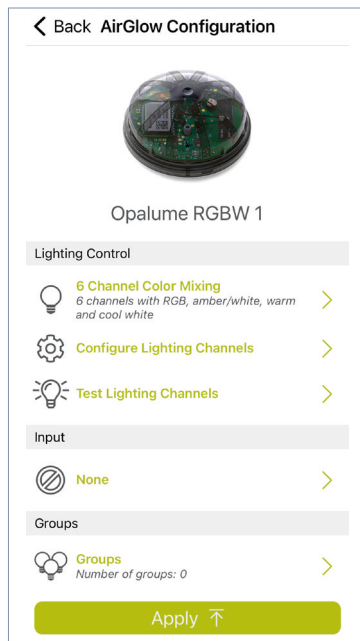 Back AirGlow Configuration
Opalume RGBW 1
Lighting Control
6 Channel Color Mixing
6 channels with RGB, amber/white, warm
and cool white
Configure Lighting Channels
Test Lighting Channels
Input
None
Groups
Groups
Number of groups: 0
Apply